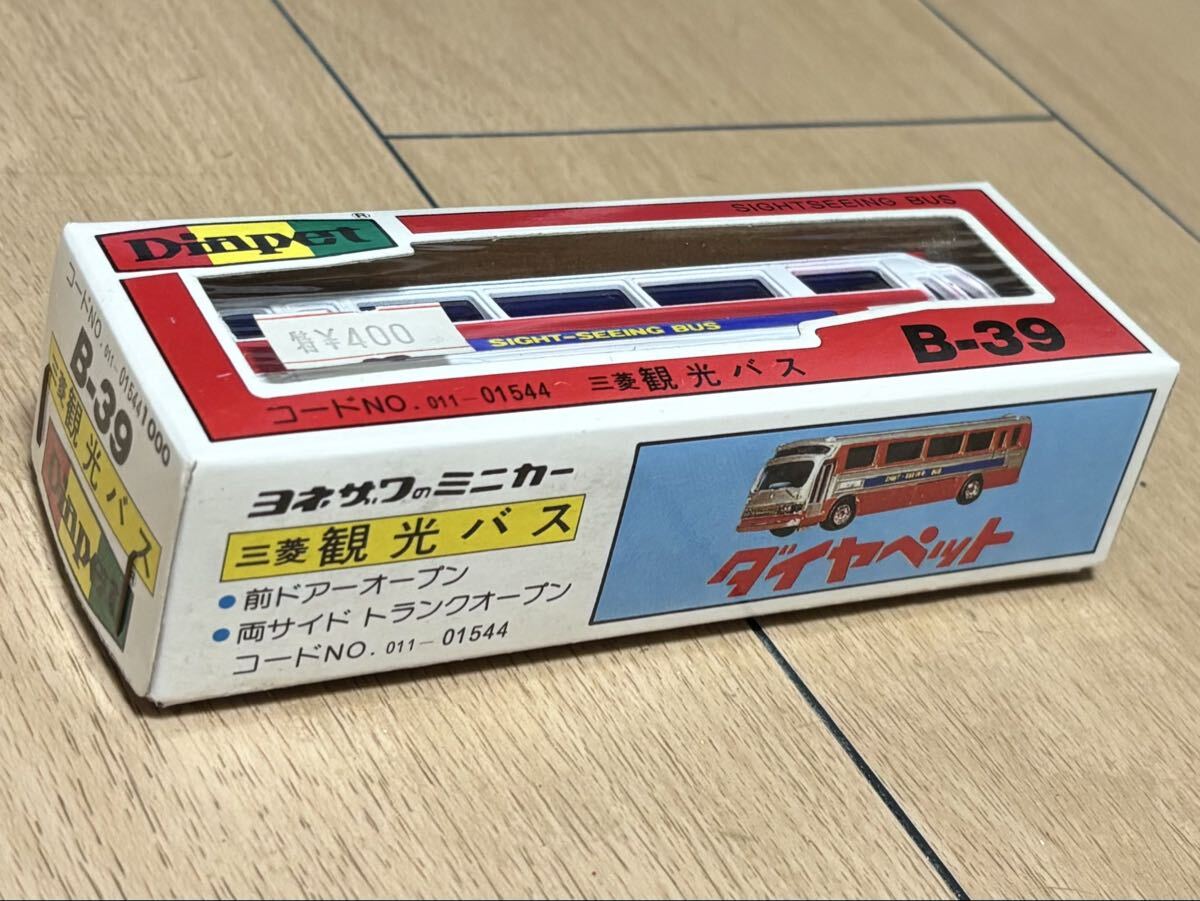 Diapet®
SIGHTSEEING BUS
¥400
SIGHT-SEEING BUS
B-39
コードNO. 011-01544 三菱観光バス
コードNO. 011-01544 1000
B-39
三菱観光バス
Diapet
ヨネザワのミニカー
三菱観光バス
●前ドアーオープン
●両サイドトランクオープン
コードNO. 011-01544
SIGHT-SEEING BUS
ダイヤペット